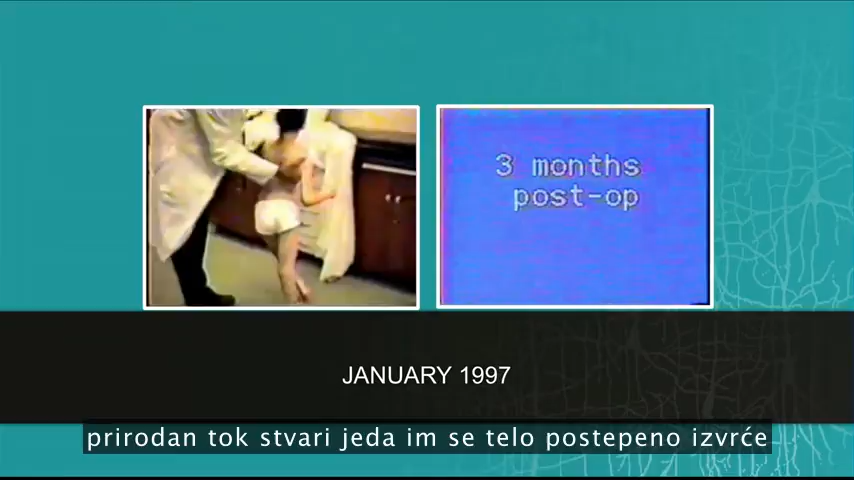 3 months
post-op
JANUARY 1997
prirodan tok stvari jeda im se telo postepeno izvrće